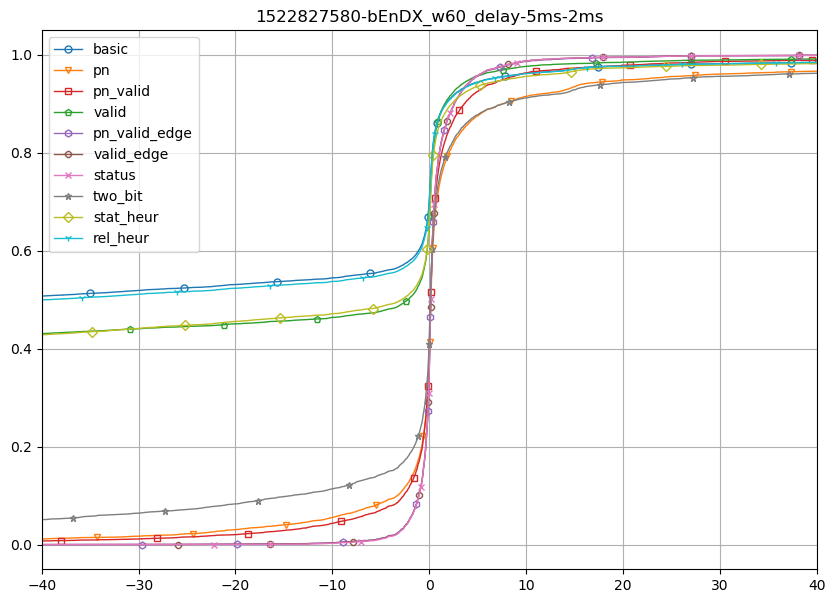 1522827580-bEnDX_w60_delay-5ms-2ms
1.0
0.8
0.6
0.4
0.2
0.0
basic
pn
pn_valid
valid
pn_valid_edge
valid_edge
status
two_bit
stat_heur
rel_heur
−40 −30 −20 −10 0 10 20 30 40